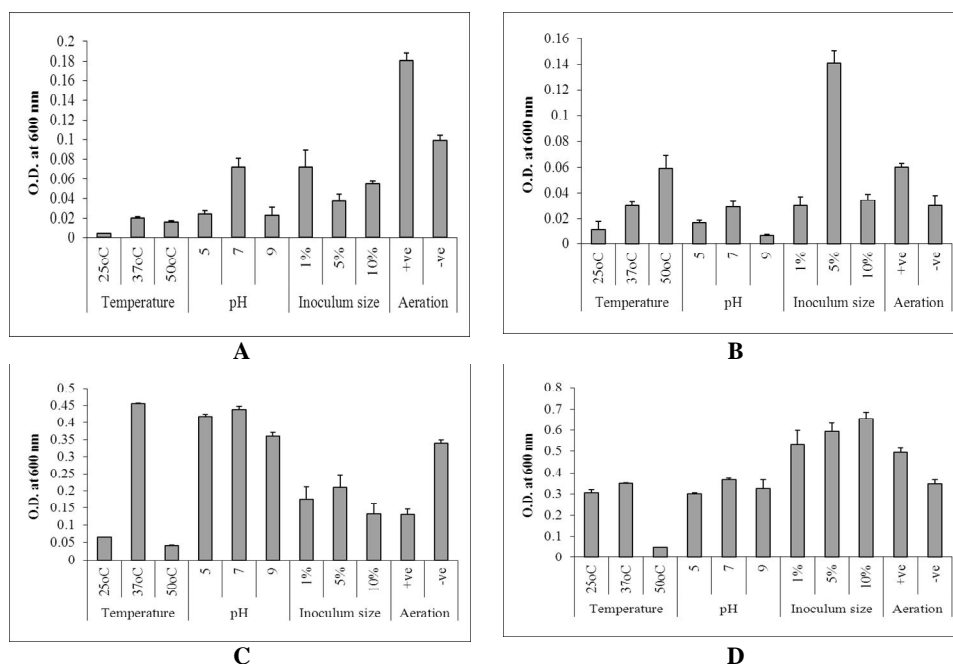 0.2
0.18
0.16
0.14
0.12
0.1
0.08
0.06
0.04
0.02
0
O.D. at 600 nm
25oC 37oC 50oC 5 7 9 1% 5% 10% +ve -ve
Temperature pH Inoculum size Aeration
A
0.16
0.14
0.12
0.1
0.08
0.06
0.04
0.02
0
O.D. at 600 nm
25oC 37oC 50oC 5 7 9 1% 5% 10% +ve -ve
Temperature pH Inoculum size Aeration
B
0.5
0.45
0.4
0.35
0.3
0.25
0.2
0.15
0.1
0.05
0
O.D. at 600 nm
25oC 37oC 50oC 5 7 9 1% 5% 10% +ve -ve
Temperature pH Inoculum size Aeration
C
0.8
0.7
0.6
0.5
0.4
0.3
0.2
0.1
0
O.D. at 600 nm
25oC 37oC 50oC 5 7 9 1% 5% 10% +ve -ve
Temperature pH Inoculum size Aeration
D